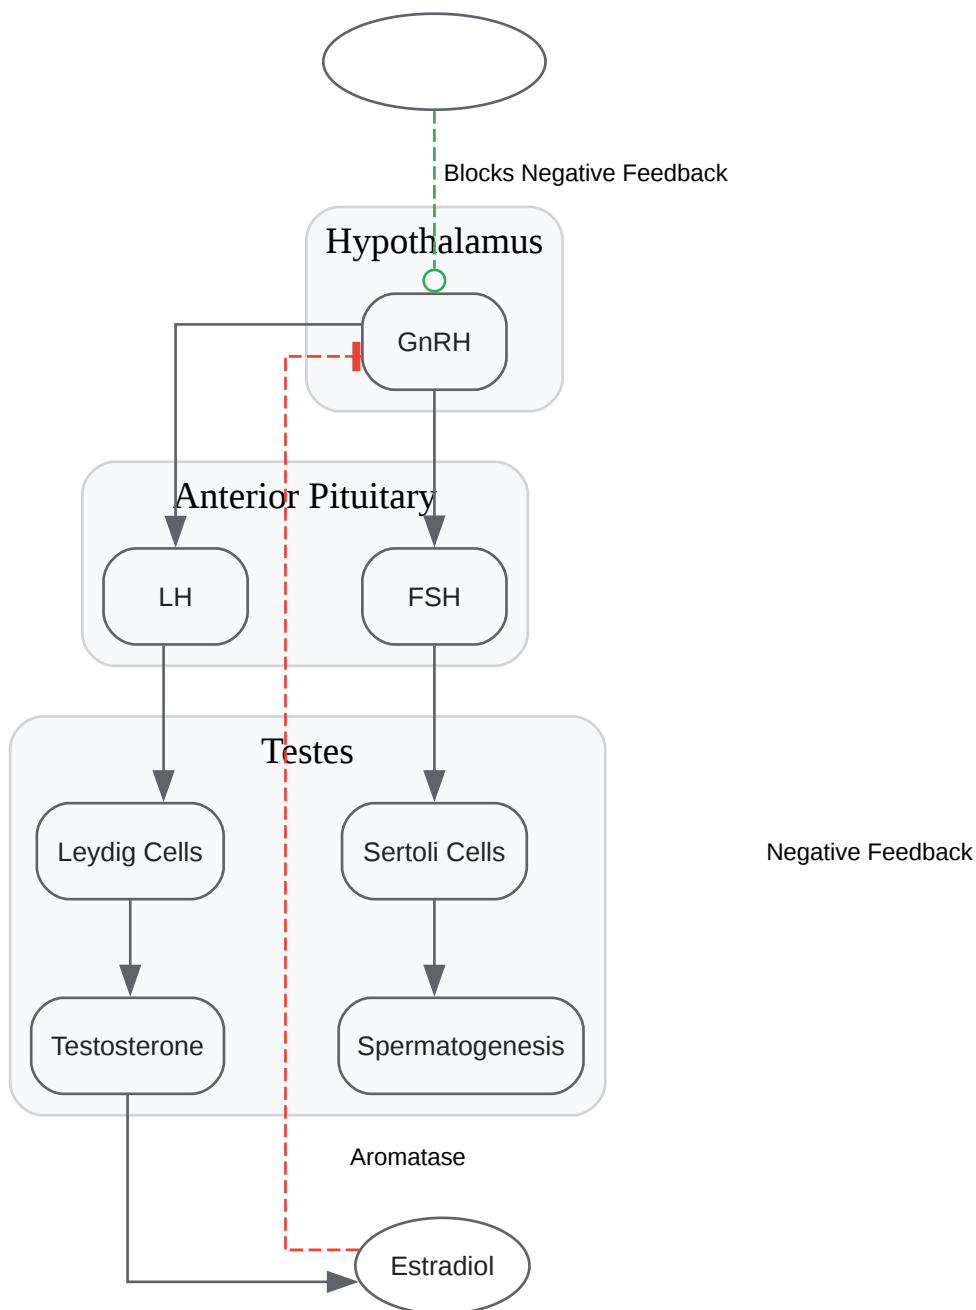 Blocks Negative Feedback
Hypothalamus
GnRH
Anterior Pituitary
LH
FSH
Testes
Leydig Cells
Sertoli Cells
Negative Feedback
Testosterone
Spermatogenesis
Aromatase
Estradiol